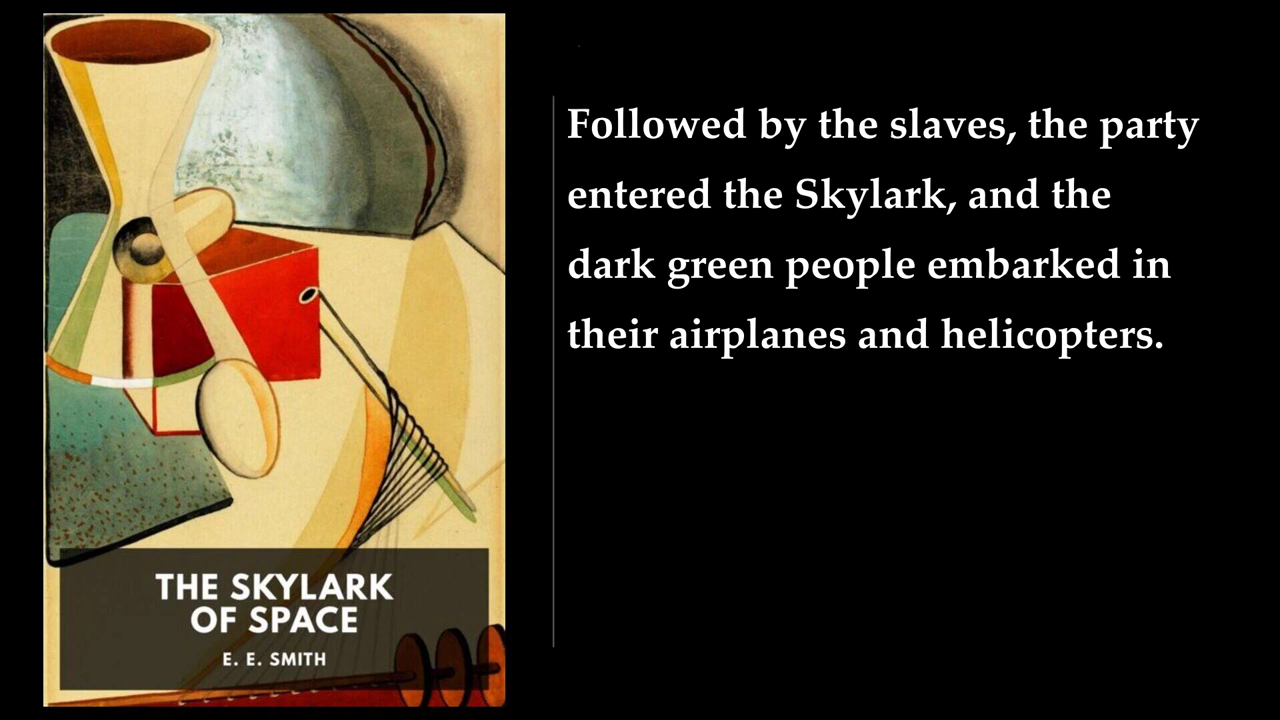 THE SKYLARK
OF SPACE
E. E. SMITH
Followed by the slaves, the party
entered the Skylark, and the
dark green people embarked in
their airplanes and helicopters.